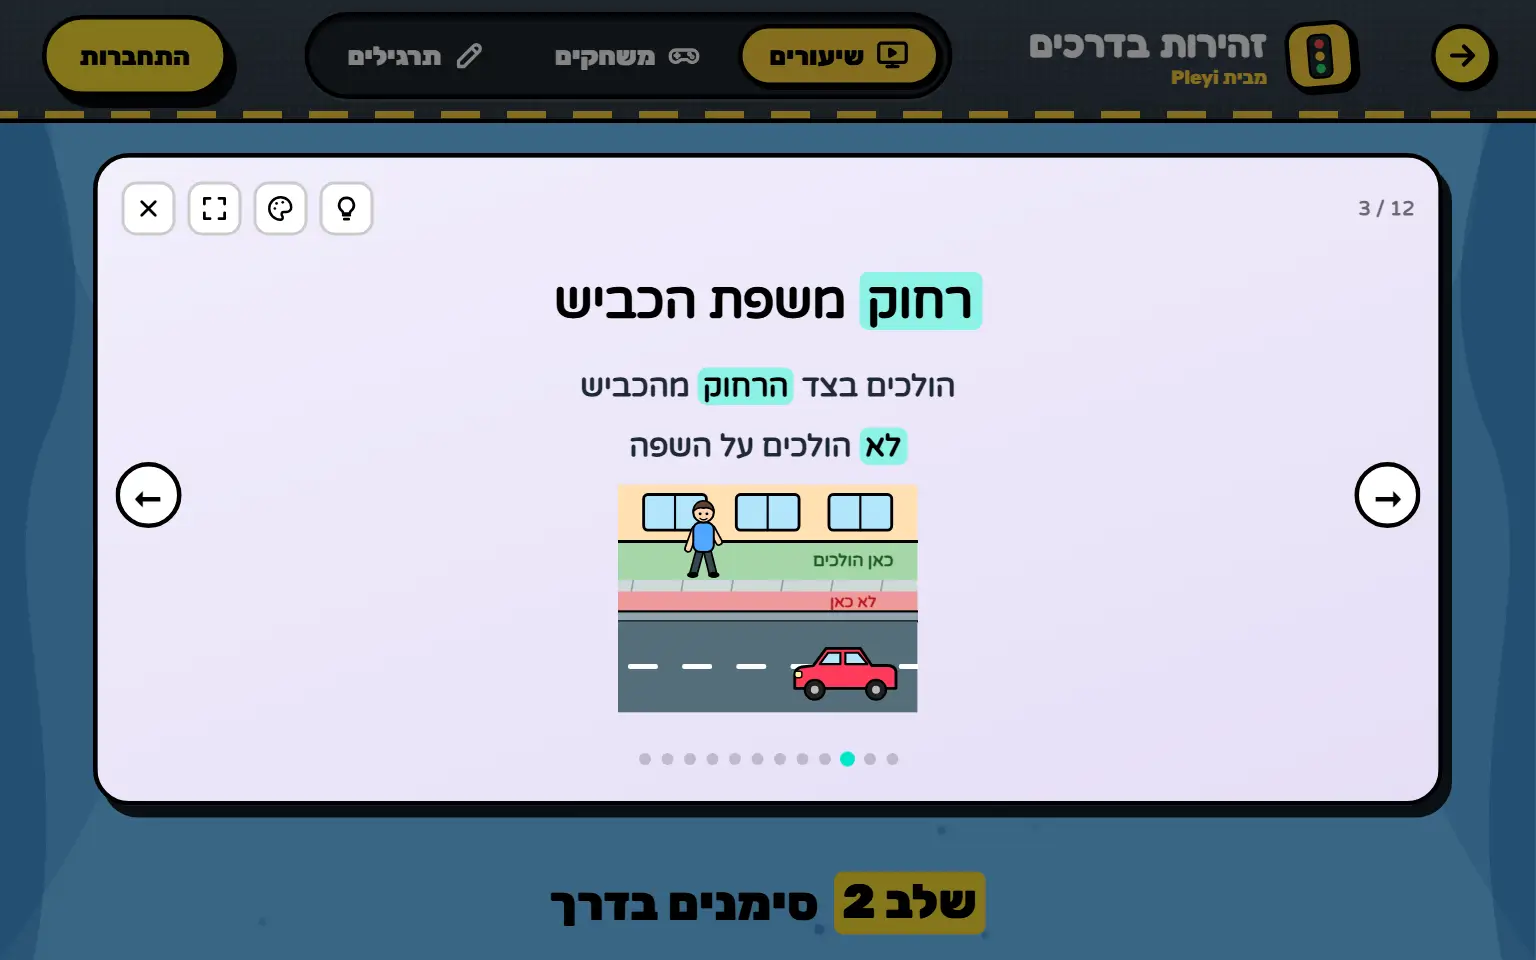 זהירות בדרכים
מבית Pleyi
שיעורים
משחקים
תרגילים
התחברות
3 / 12
רחוק משפת הכביש
הולכים בצד הרחוק מהכביש
לא הולכים על השפה
כאן הולכים
לא כאן
שלב 2 סימנים בדרך